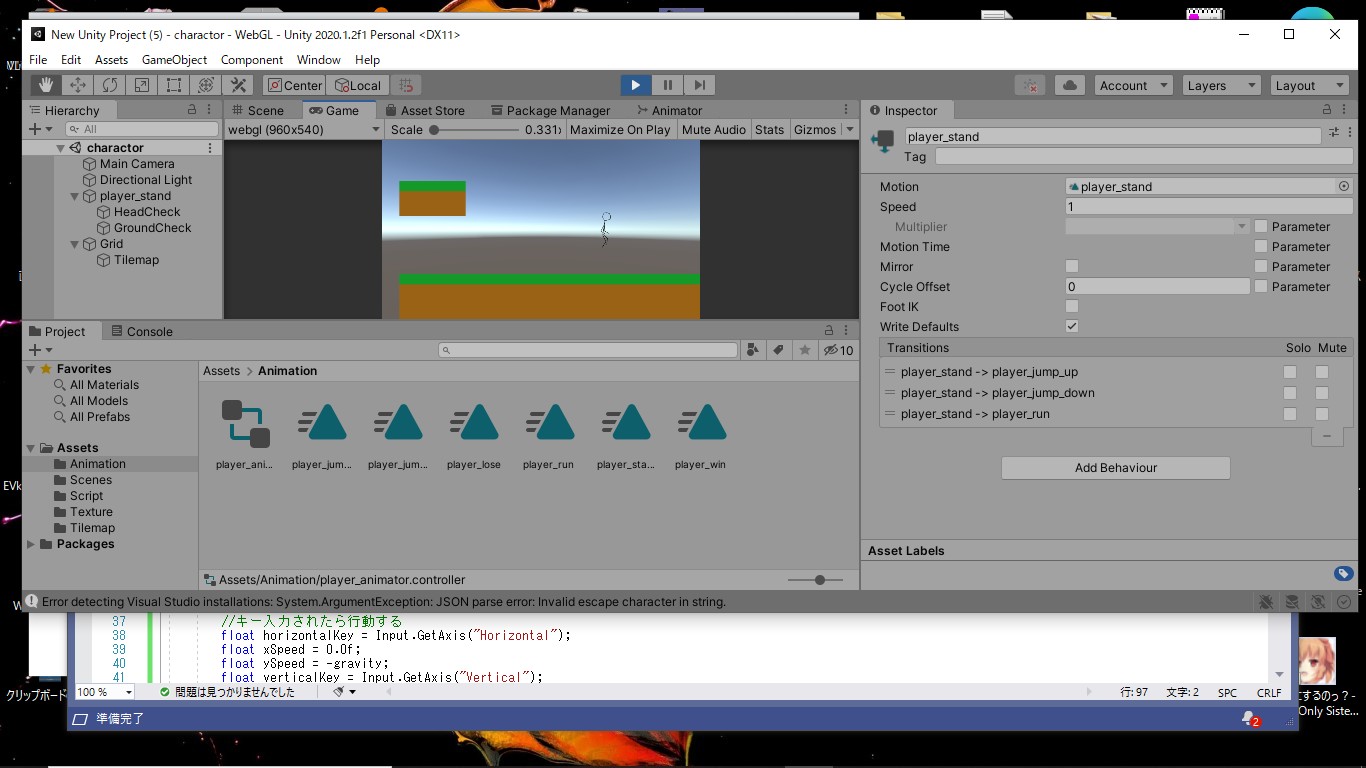 New Unity Project (5) - charactor - WebGL - Unity 2020.1.2f1 Personal <DX11>
File Edit Assets GameObject Component Window Help
Center Local Account Layers Layout
Hierarchy
All
charactor
Main Camera
Directional Light
player_stand
HeadCheck
GroundCheck
Grid
Tilemap
Scene Game Asset Store Package Manager Animator
webgl (960x540) Scale 0.331 Maximize On Play Mute Audio Stats Gizmos
Inspector
player_stand
Tag
Motion player_stand
Speed 1
Multiplier Parameter
Motion Time Parameter
Mirror Parameter
Cycle Offset 0 Parameter
Foot IK
Write Defaults
Transitions Solo Mute
player_stand -> player_jump_up
player_stand -> player_jump_down
player_stand -> player_run
Add Behaviour
Asset Labels
Project Console
10
Favorites
All Materials
All Models
All Prefabs
Assets
Animation
Scenes
Script
Texture
Tilemap
Packages
Assets > Animation
player_ani... player_jum... player_jum... player_lose player_run player_sta... player_win
Assets/Animation/player_animator.controller
Error detecting Visual Studio installations: System.ArgumentException: JSON parse error: Invalid escape character in string.
37 //キー入力されたら行動する
38 float horizontalKey = Input.GetAxis("Horizontal");
39 float xSpeed = 0.0f;
40 float ySpeed = -gravity;
41 float verticalKey = Input.GetAxis("Vertical");
100 % 問題は見つかりませんでした 行: 97 文字: 2 SPC CRLF
準備完了 2
クリップボード
にするのっ？-
Only Siste...